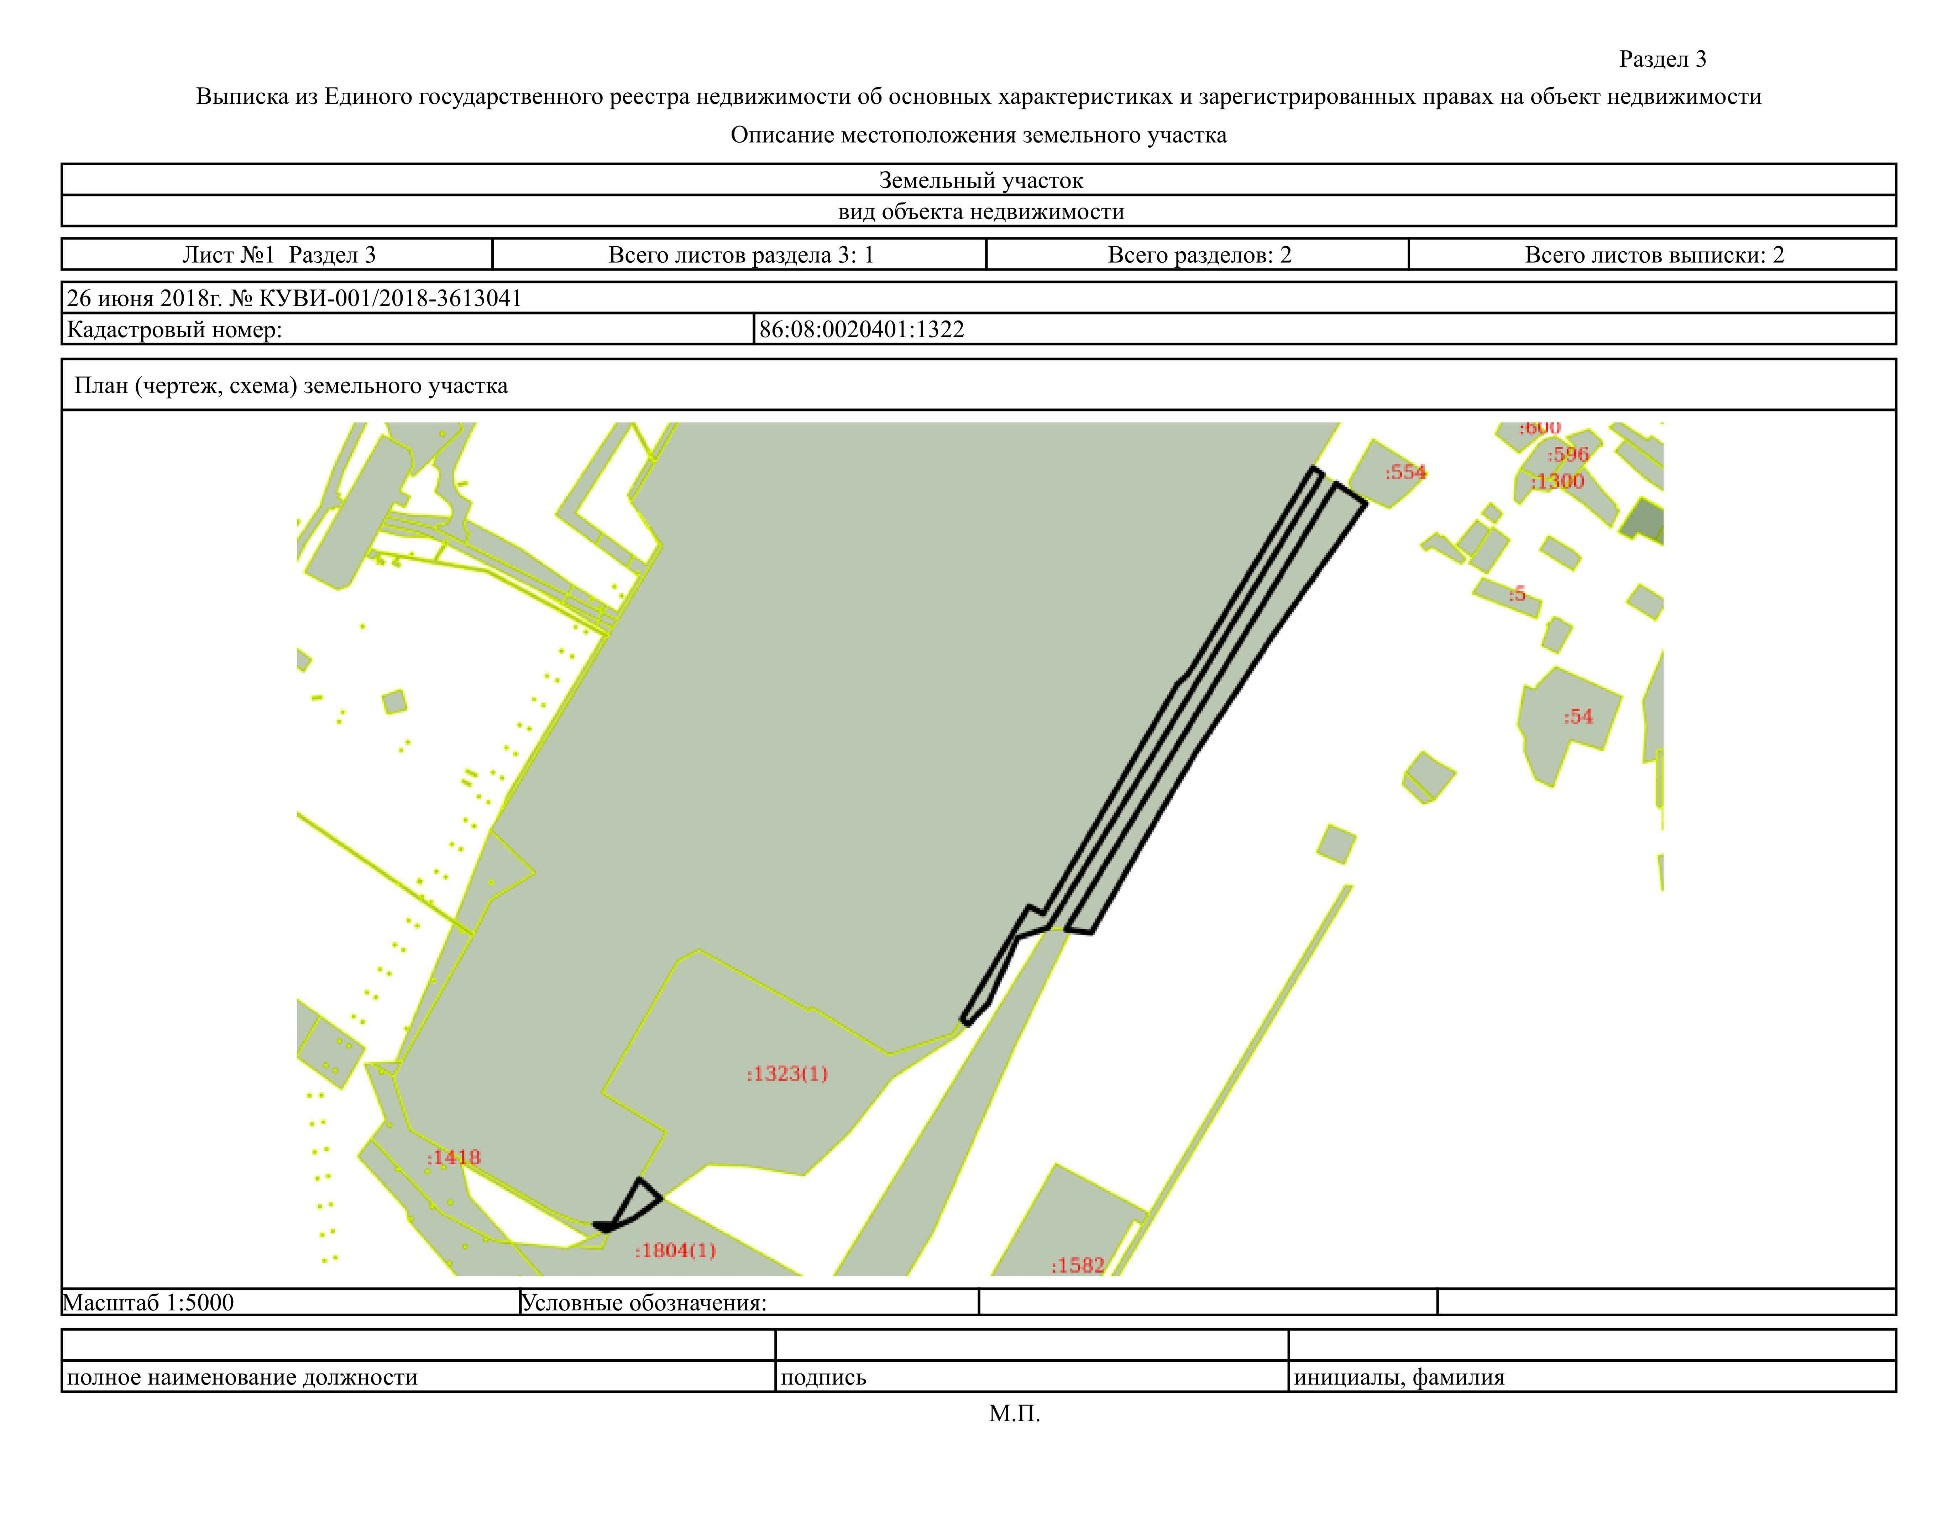 Раздел 3
Выписка из Единого государственного реестра недвижимости об основных характеристиках и зарегистрированных правах на объект недвижимости
Описание местоположения земельного участка
Земельный участок
вид объекта недвижимости
Лист №1 Раздел 3 Всего листов раздела 3: 1 Всего разделов: 2 Всего листов выписки: 2
26 июня 2018г. № КУВИ-001/2018-3613041
Кадастровый номер: 86:08:0020401:1322
План (чертеж, схема) земельного участка
:600
:596
:554
:1300
:5
:54
:1323(1)
:1418
:1804(1)
:1582
Масштаб 1:5000 Условные обозначения:
полное наименование должности подпись инициалы, фамилия
М.П.